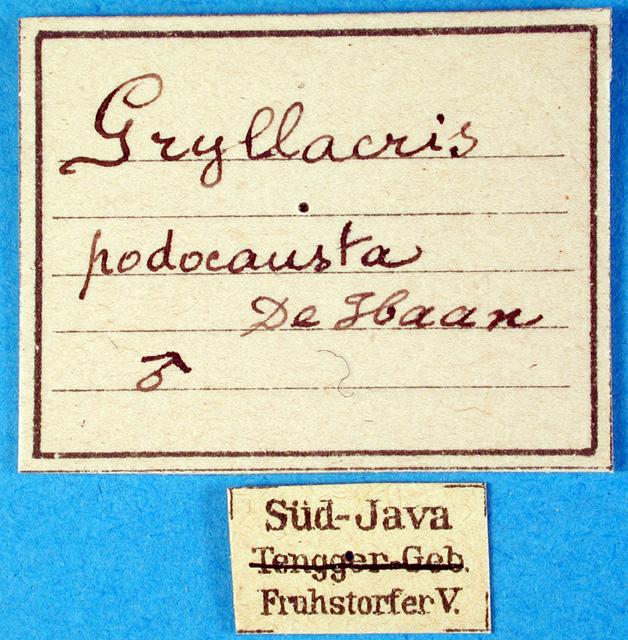 Gryllacris
podocausta
De Haan
♂
Süd-Java
Tengger-Geb.
Fruhstorfer V.